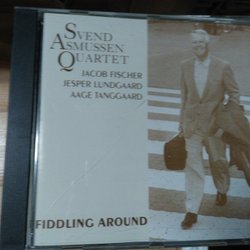 SVEND
ASMUSSEN
QUARTET
JACOB FISCHER
JESPER LUNDGAARD
AAGE TANGGAARD
FIDDLING AROUND